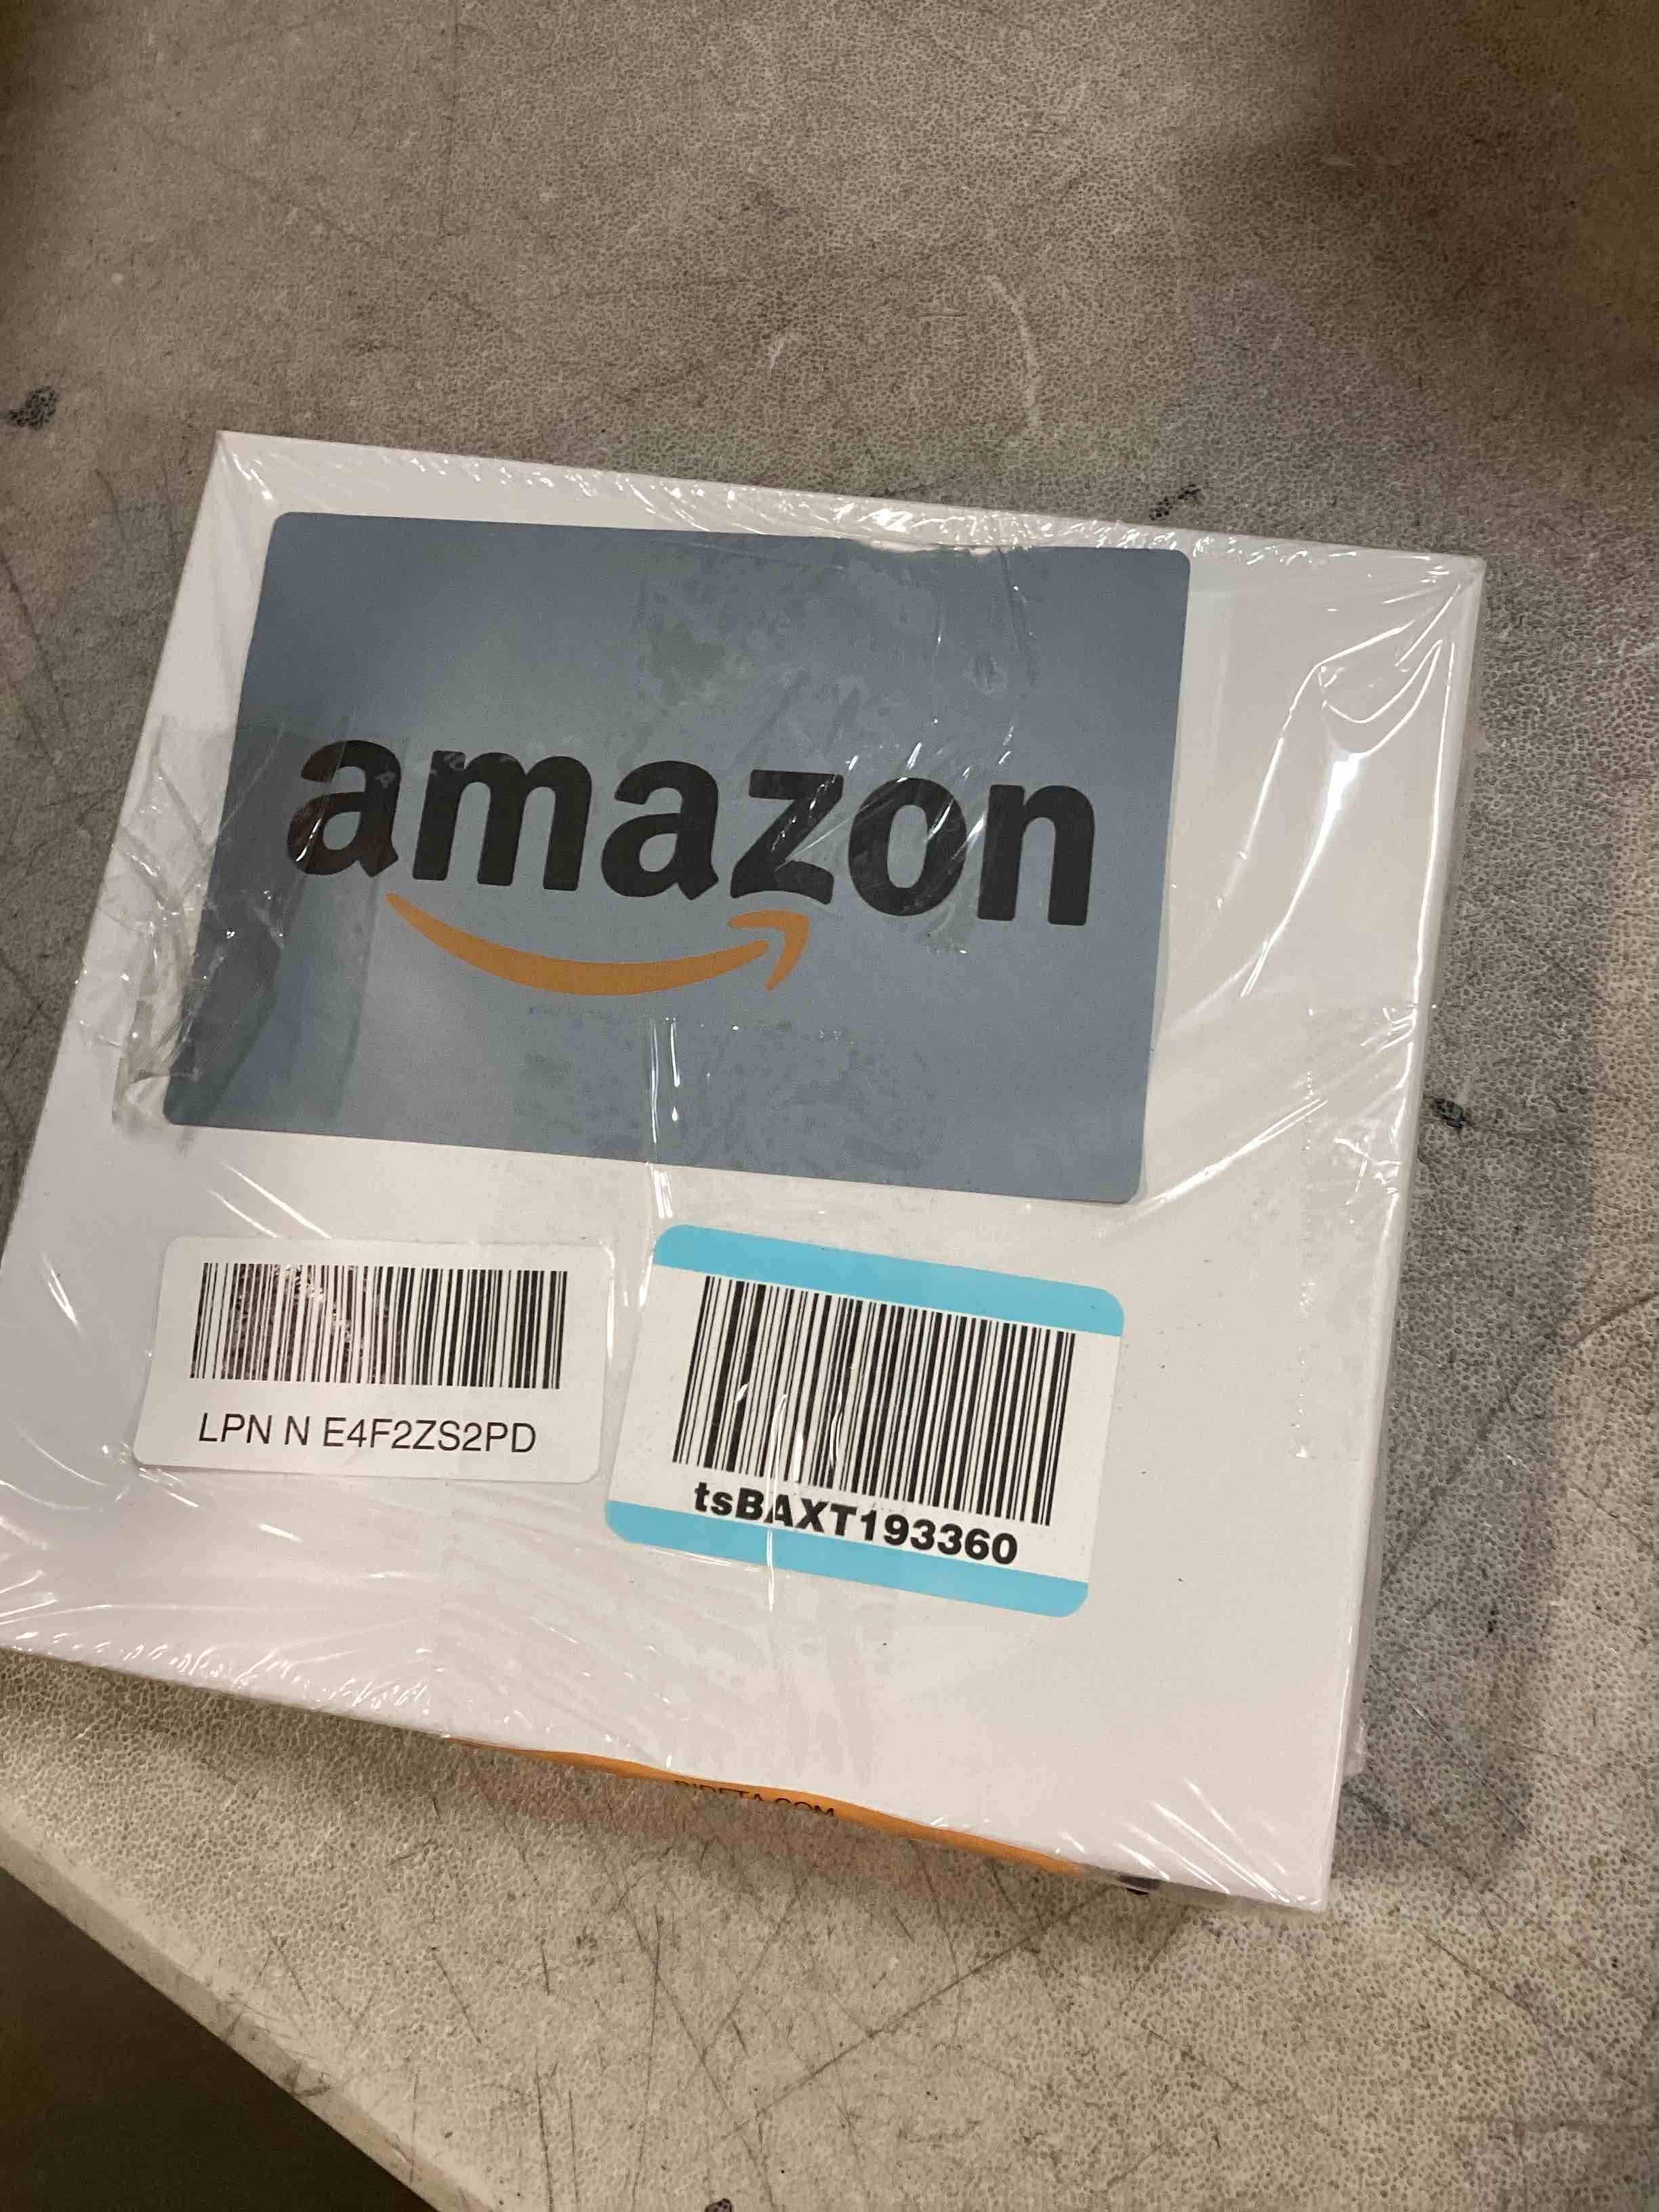 amazon
LPN N E4F2ZS2PD
tsBAXT193360